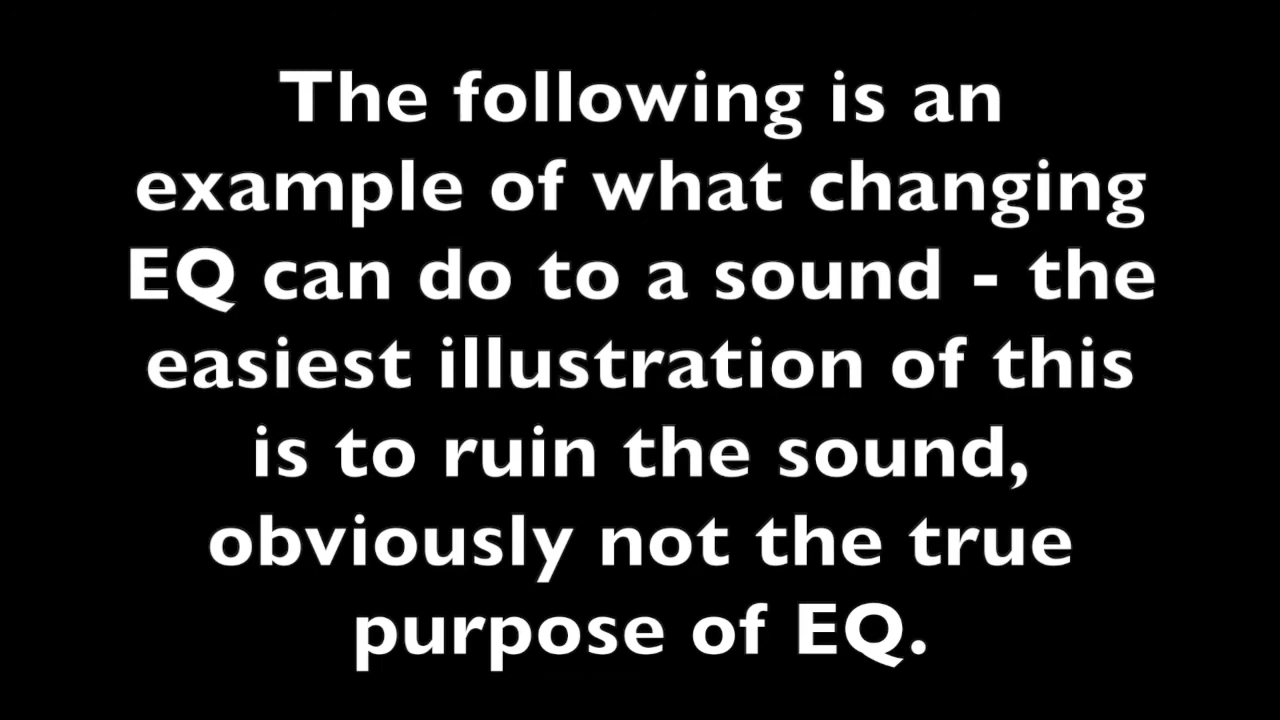 The following is an
example of what changing
EQ can do to a sound - the
easiest illustration of this
is to ruin the sound,
obviously not the true
purpose of EQ.